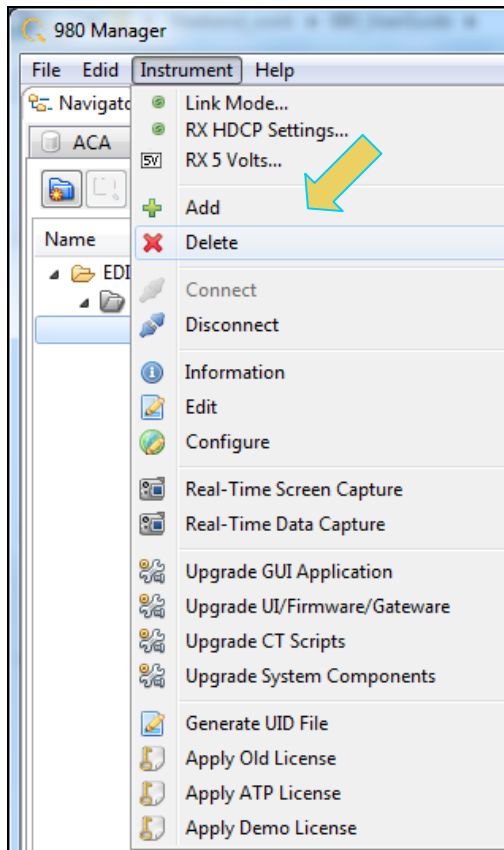 980 Manager
File Edid Instrument Help
Navigato
ACA
Name
EDI
Link Mode...
RX HDCP Settings...
5V RX 5 Volts...
Add
Delete
Connect
Disconnect
Information
Edit
Configure
Real-Time Screen Capture
Real-Time Data Capture
Upgrade GUI Application
Upgrade UI/Firmware/Gateware
Upgrade CT Scripts
Upgrade System Components
Generate UID File
Apply Old License
Apply ATP License
Apply Demo License